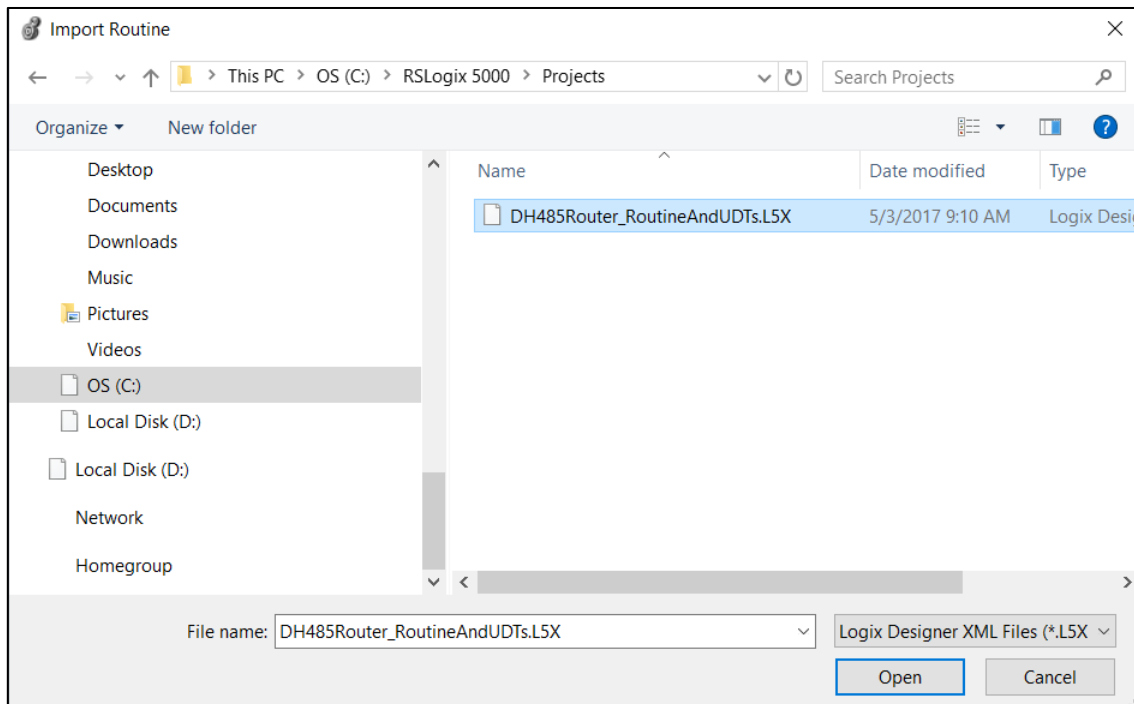 Import Routine
This PC > OS (C:) > RSLogix 5000 > Projects
Search Projects
Organize
New folder
?
Name
Date modified
Type
DH485Router_RoutineAndUDTs.L5X
5/3/2017 9:10 AM
Logix Desi
Desktop
Documents
Downloads
Music
Pictures
Videos
OS (C:)
Local Disk (D:)
Local Disk (D:)
Network
Homegroup
File name:
DH485Router_RoutineAndUDTs.L5X
Logix Designer XML Files (*.L5X
Open
Cancel